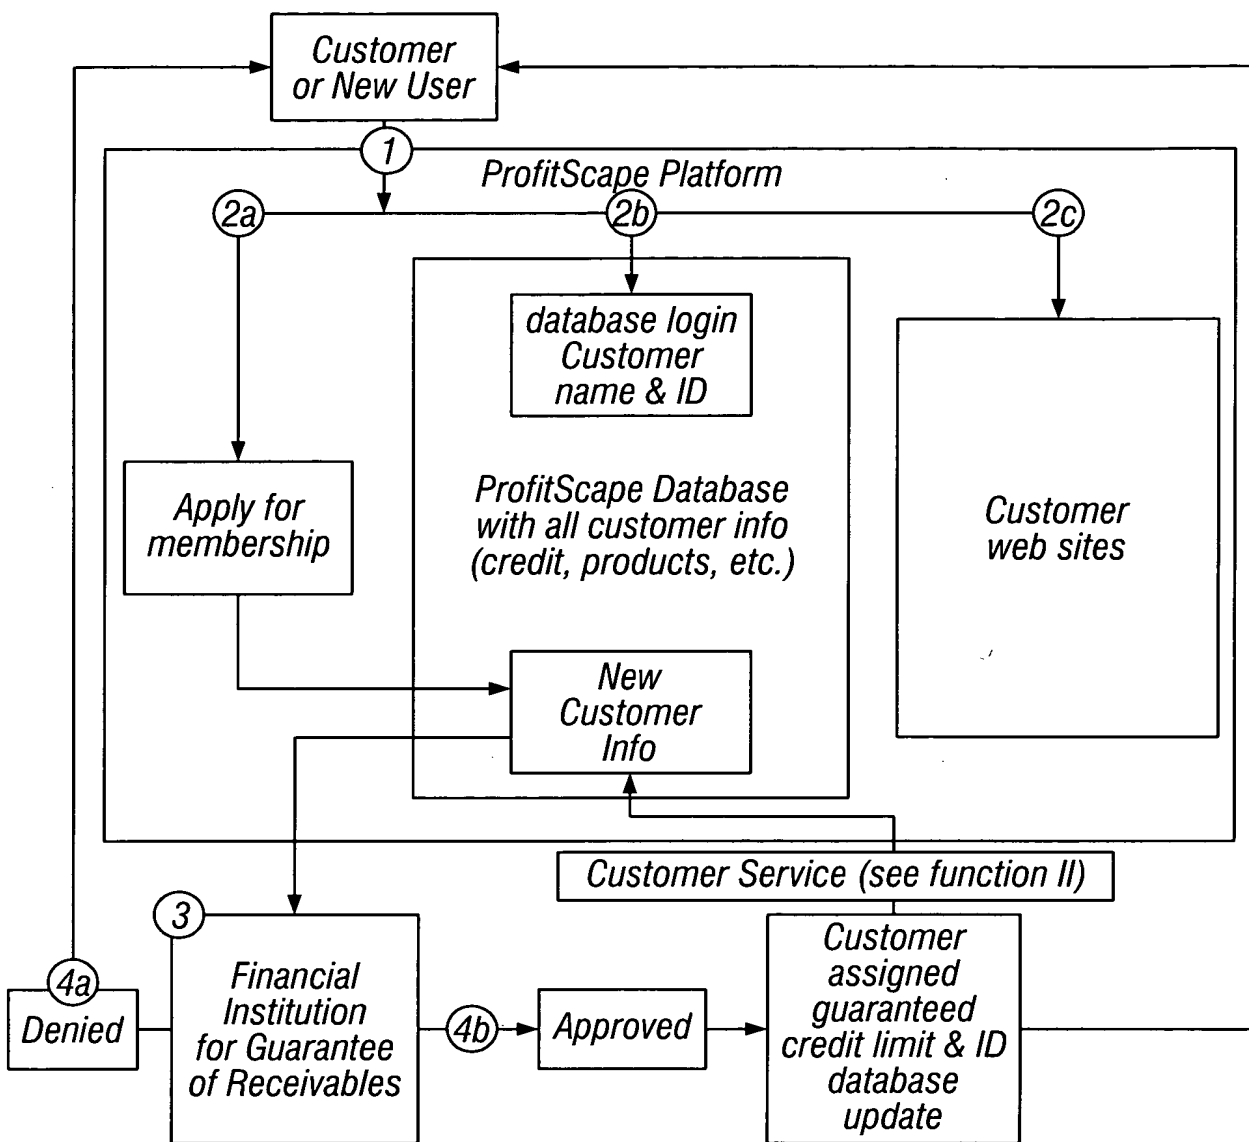 Customer
or New User
1
ProfitScape Platform
2a
2b
2c
database login
Customer
name & ID
Apply for
membership
ProfitScape Database
with all customer info
(credit, products, etc.)
Customer
web sites
New
Customer
Info
Customer Service (see function II)
3
Financial
Institution
for Guarantee
of Receivables
4a
Denied
4b
Approved
Customer
assigned
guaranteed
credit limit & ID
database
update